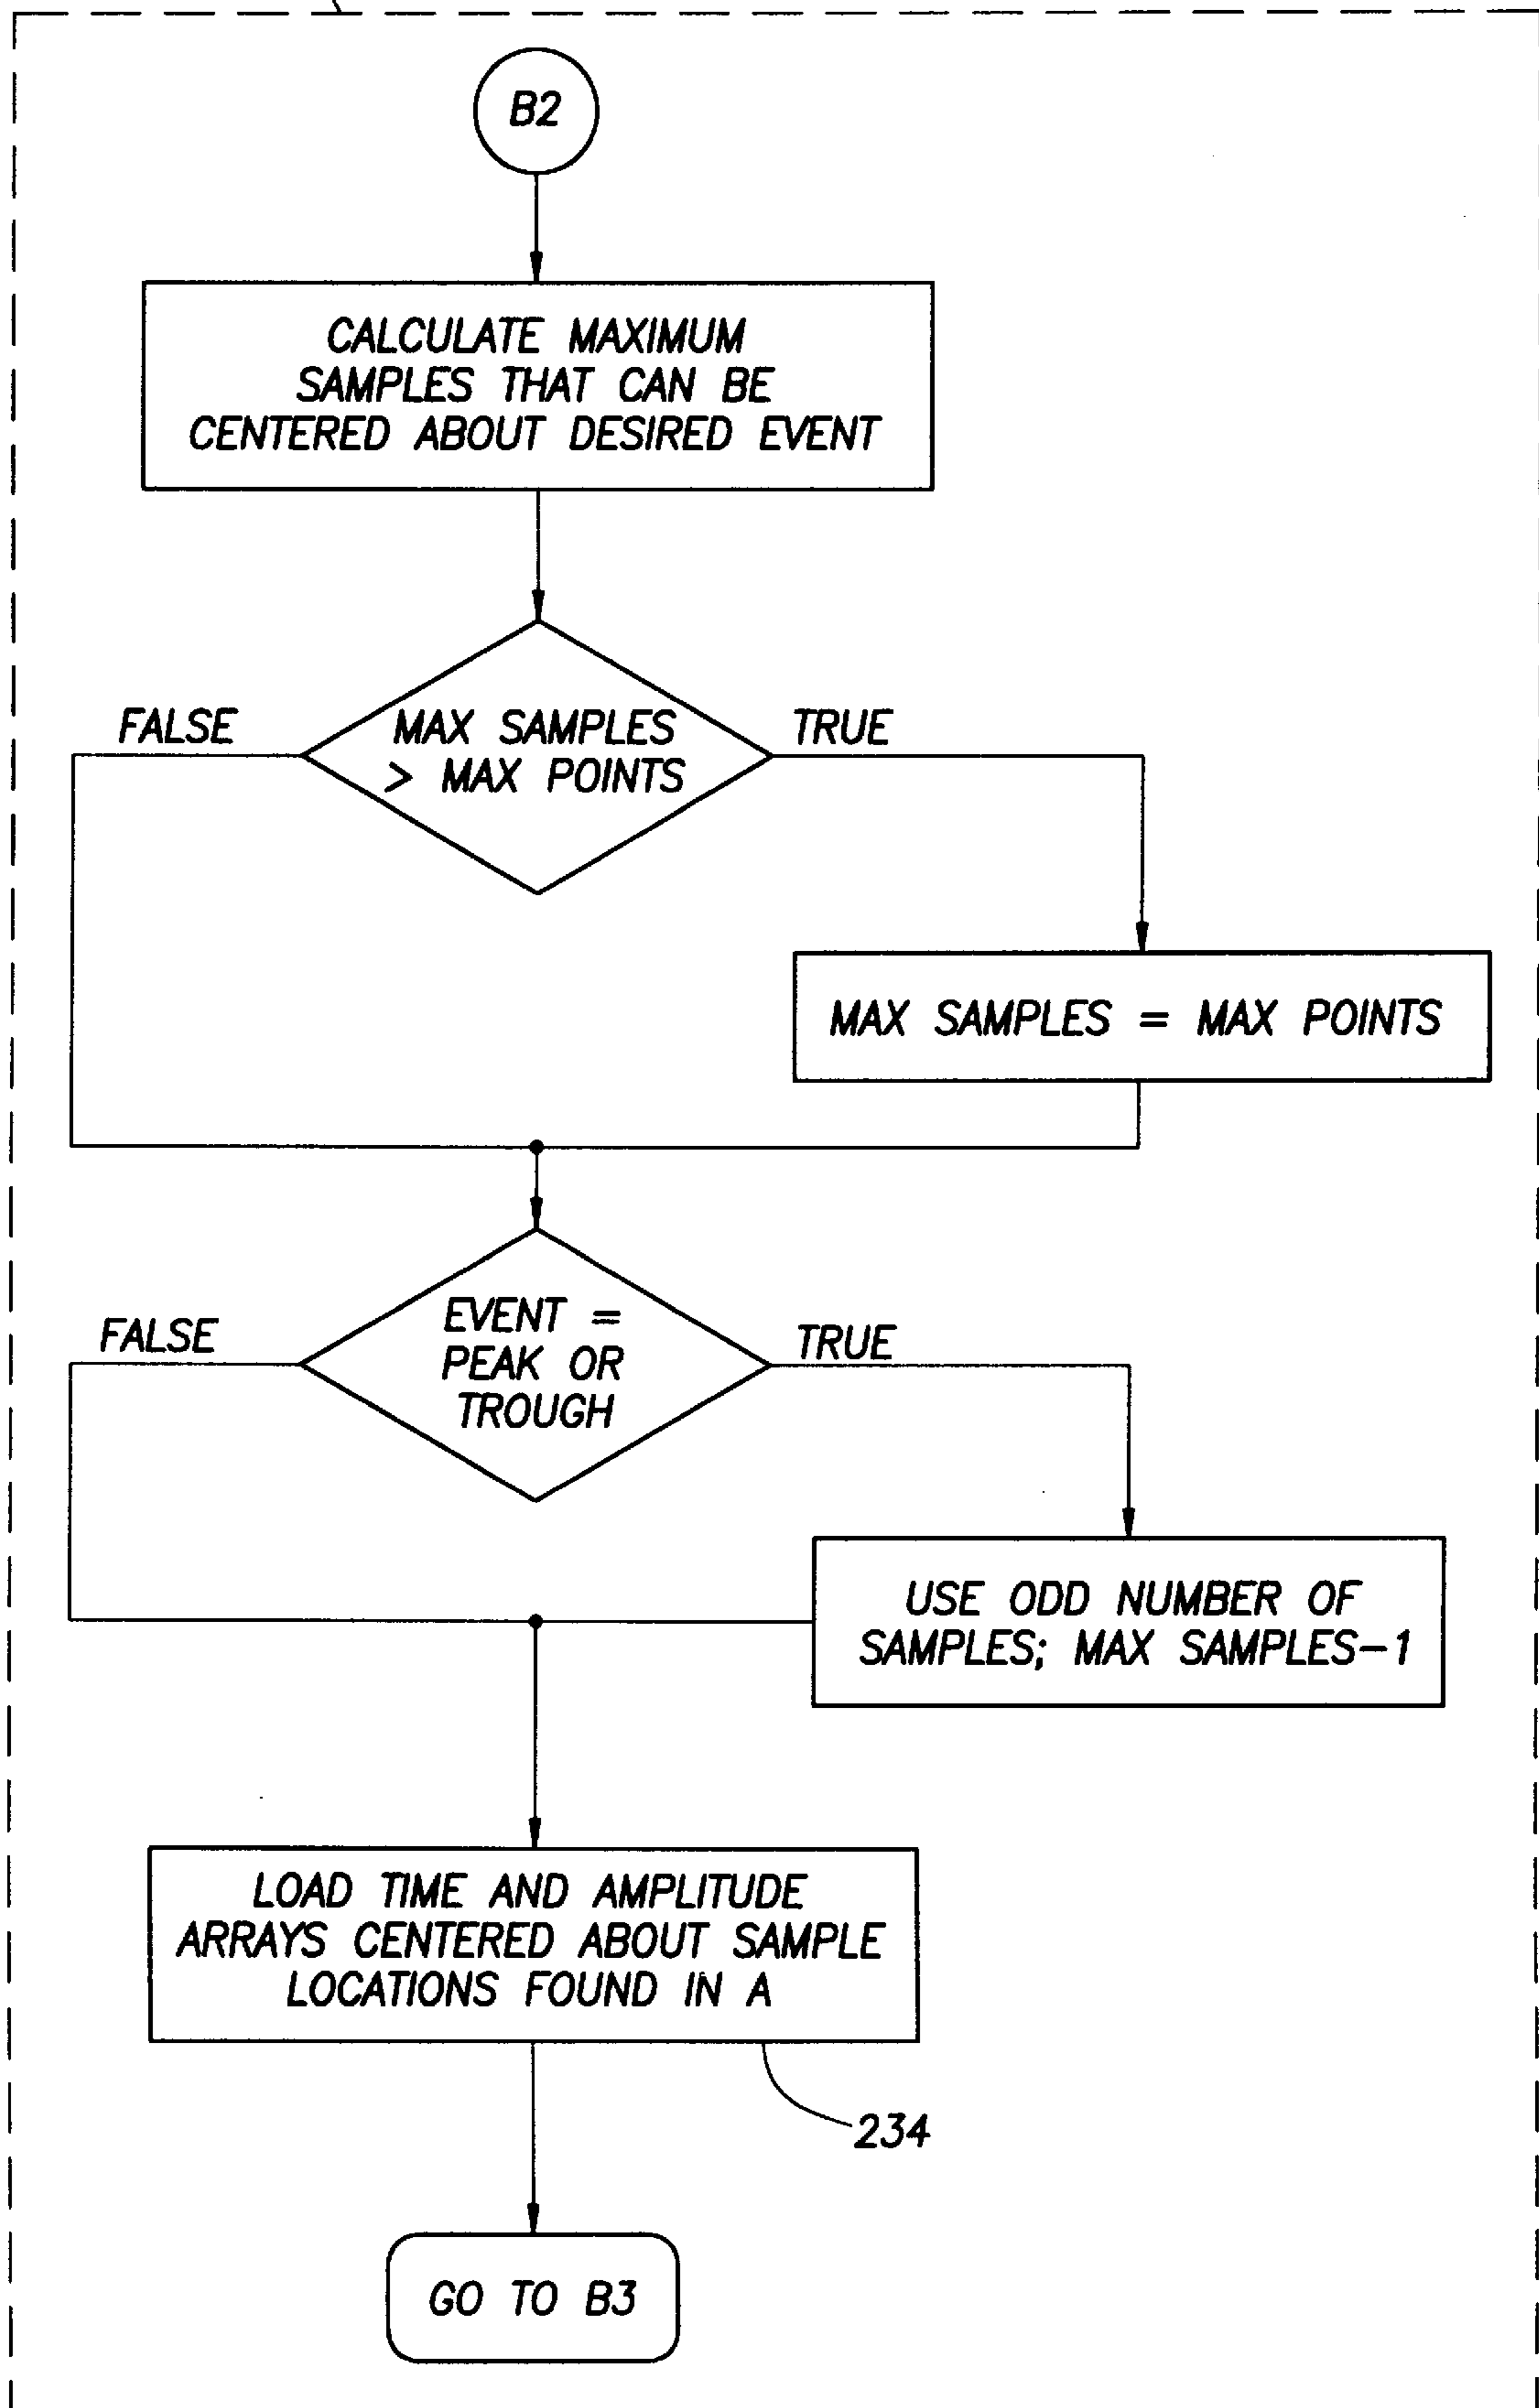 B2
CALCULATE MAXIMUM
SAMPLES THAT CAN BE
CENTERED ABOUT DESIRED EVENT
FALSE
MAX SAMPLES
> MAX POINTS
TRUE
MAX SAMPLES = MAX POINTS
FALSE
EVENT =
PEAK OR
TROUGH
TRUE
USE ODD NUMBER OF
SAMPLES; MAX SAMPLES-1
LOAD TIME AND AMPLITUDE
ARRAYS CENTERED ABOUT SAMPLE
LOCATIONS FOUND IN A
234
GO TO B3